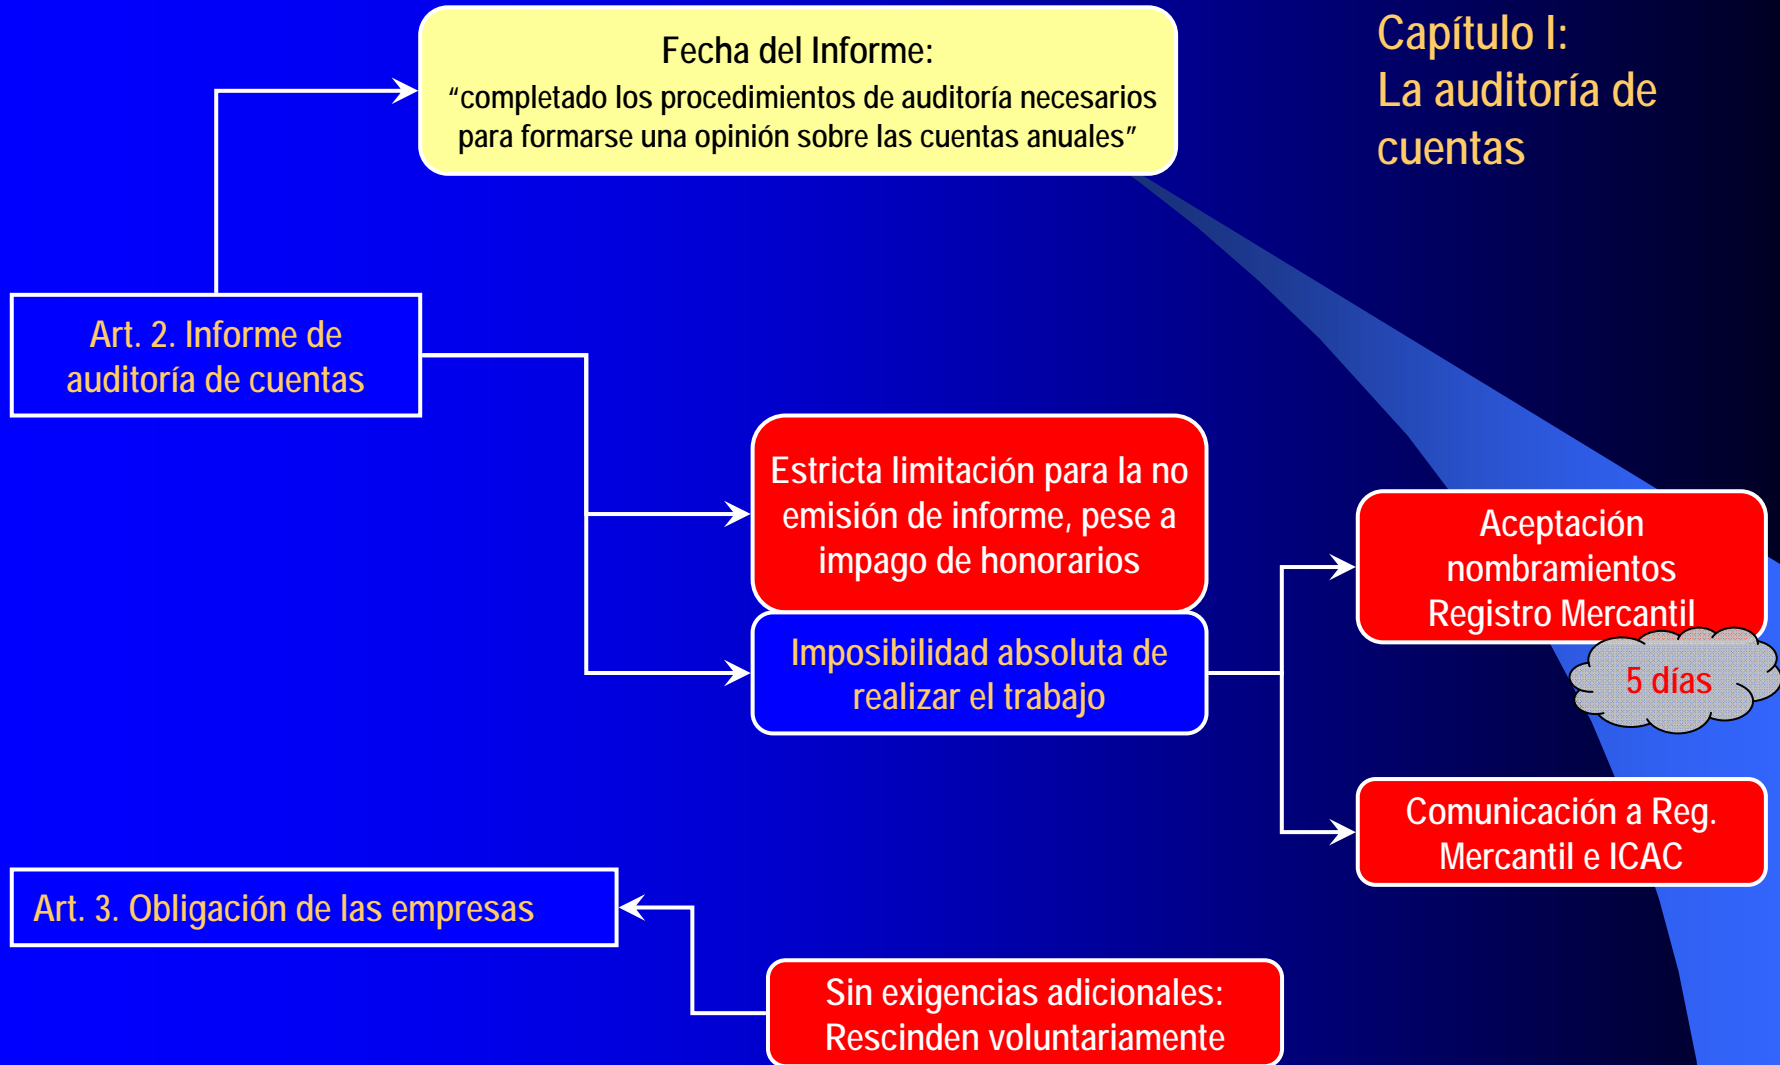 Capítulo I:
La auditoría de
cuentas
Fecha del Informe:
“completado los procedimientos de auditoría necesarios
para formarse una opinión sobre las cuentas anuales”
Art. 2. Informe de
auditoría de cuentas
Estricta limitación para la no
emisión de informe, pese a
impago de honorarios
Imposibilidad absoluta de
realizar el trabajo
Aceptación
nombramientos
Registro Mercantil
5 días
Comunicación a Reg.
Mercantil e ICAC
Art. 3. Obligación de las empresas
Sin exigencias adicionales:
Rescinden voluntariamente